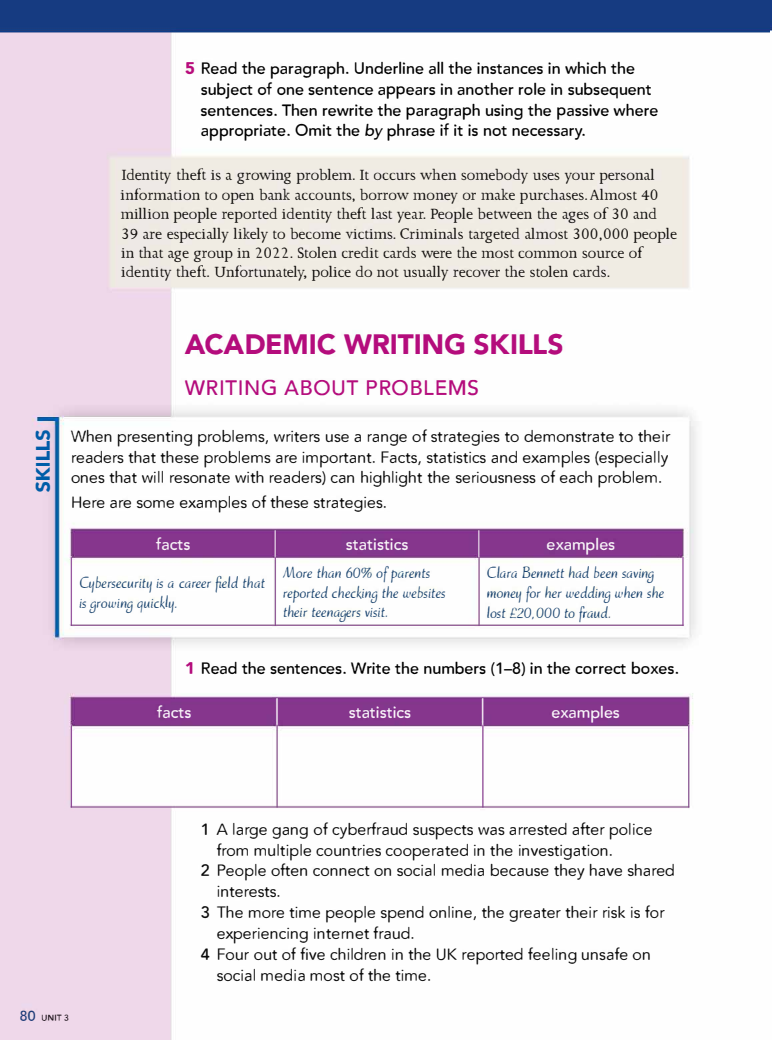 5 Read the paragraph. Underline all the instances in which the
subject of one sentence appears in another role in subsequent
sentences. Then rewrite the paragraph using the passive where
appropriate. Omit the by phrase if it is not necessary.
Identity theft is a growing problem. It occurs when somebody uses your personal
information to open bank accounts, borrow money or make purchases. Almost 40
million people reported identity theft last year. People between the ages of 30 and
39 are especially likely to become victims. Criminals targeted almost 300,000 people
in that age group in 2022. Stolen credit cards were the most common source of
identity theft. Unfortunately, police do not usually recover the stolen cards.
ACADEMIC WRITING SKILLS
WRITING ABOUT PROBLEMS
SKILLS
When presenting problems, writers use a range of strategies to demonstrate to their
readers that these problems are important. Facts, statistics and examples (especially
ones that will resonate with readers) can highlight the seriousness of each problem.
Here are some examples of these strategies.
facts statistics examples
Cybersecurity is a career field that
is growing quickly.
More than 60% of parents
reported checking the websites
their teenagers visit.
Clara Bennett had been saving
money for her wedding when she
lost £20,000 to fraud.
1 Read the sentences. Write the numbers (1–8) in the correct boxes.
facts statistics examples
1 A large gang of cyberfraud suspects was arrested after police
from multiple countries cooperated in the investigation.
2 People often connect on social media because they have shared
interests.
3 The more time people spend online, the greater their risk is for
experiencing internet fraud.
4 Four out of five children in the UK reported feeling unsafe on
social media most of the time.
80 UNIT 3